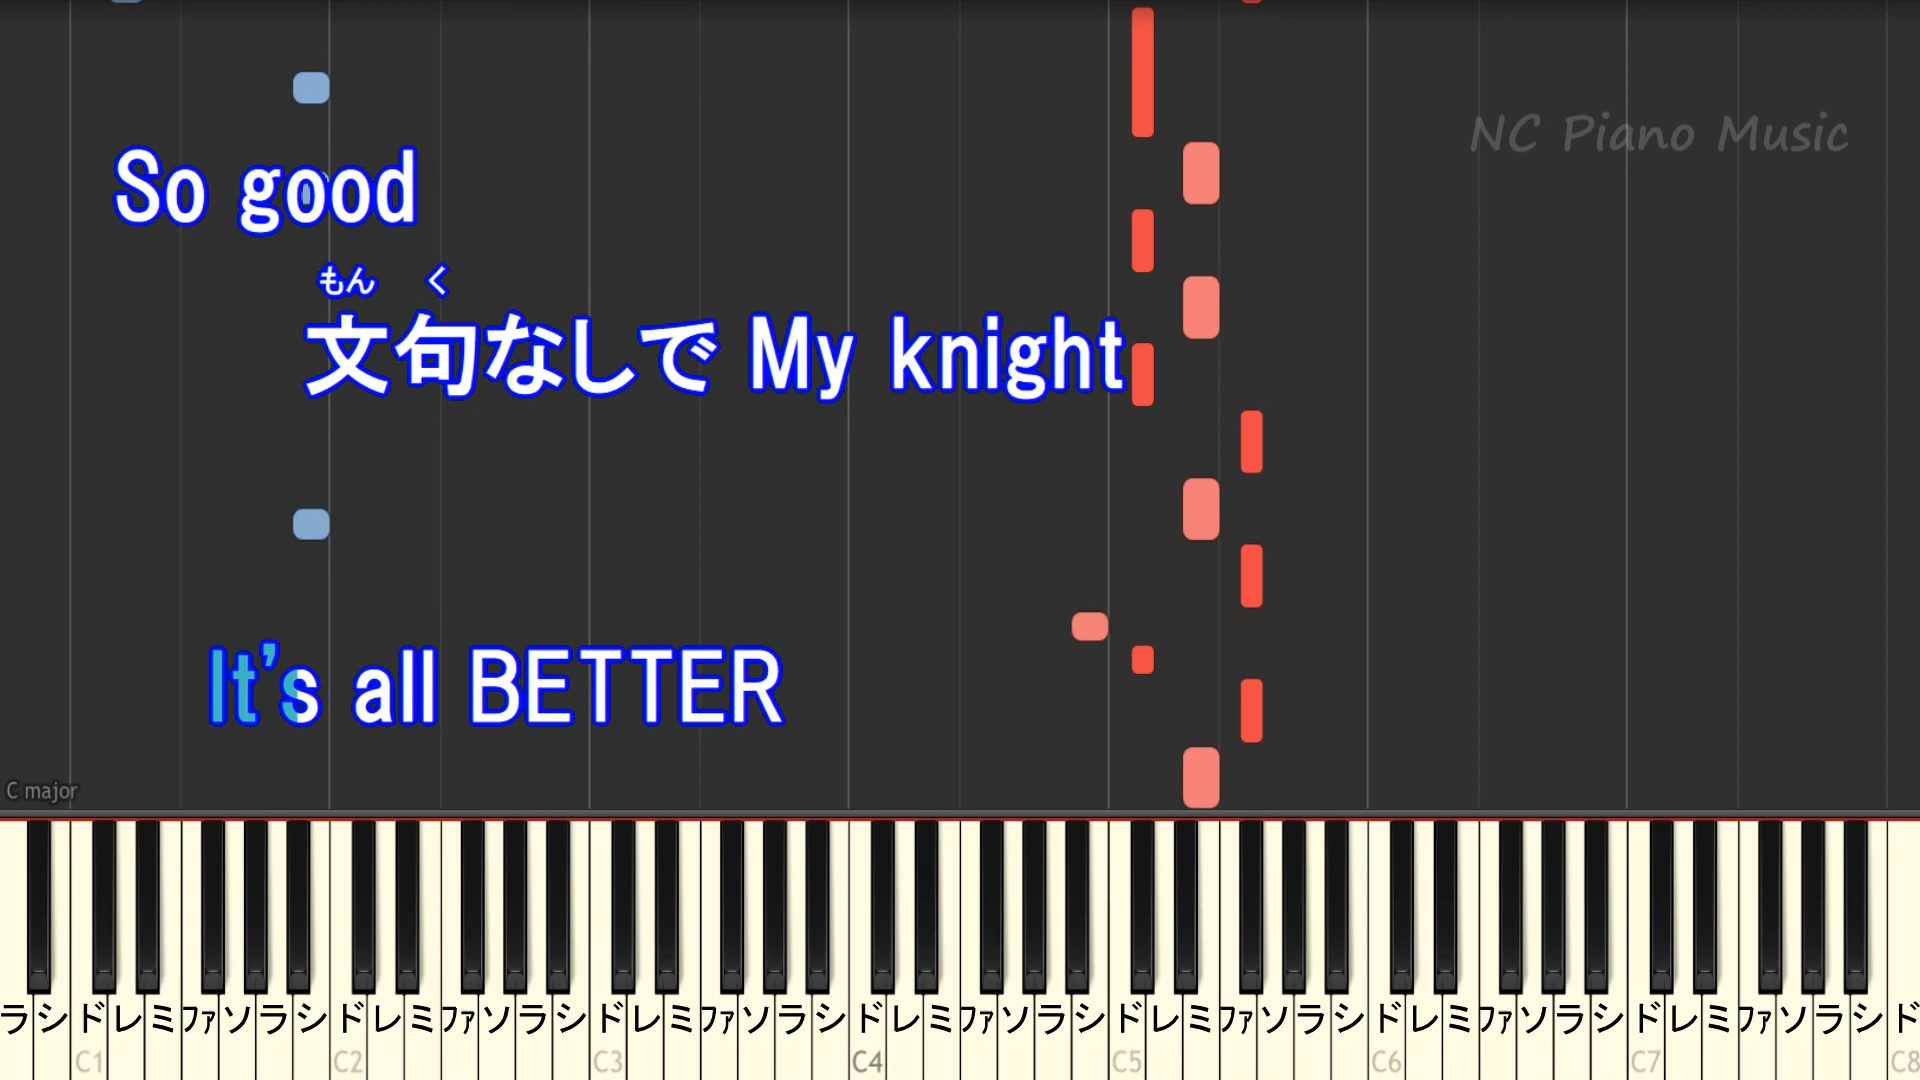 NC Piano Music
So good
もん く
文句なしで My knight
It's all BETTER
C major
ラシドレミファソラシドレミファソラシドレミファソラシドレミファソラシドレミファソラシドレミファソラシドレミファソラシド
C1 C2 C3 C4 C5 C6 C7 C8